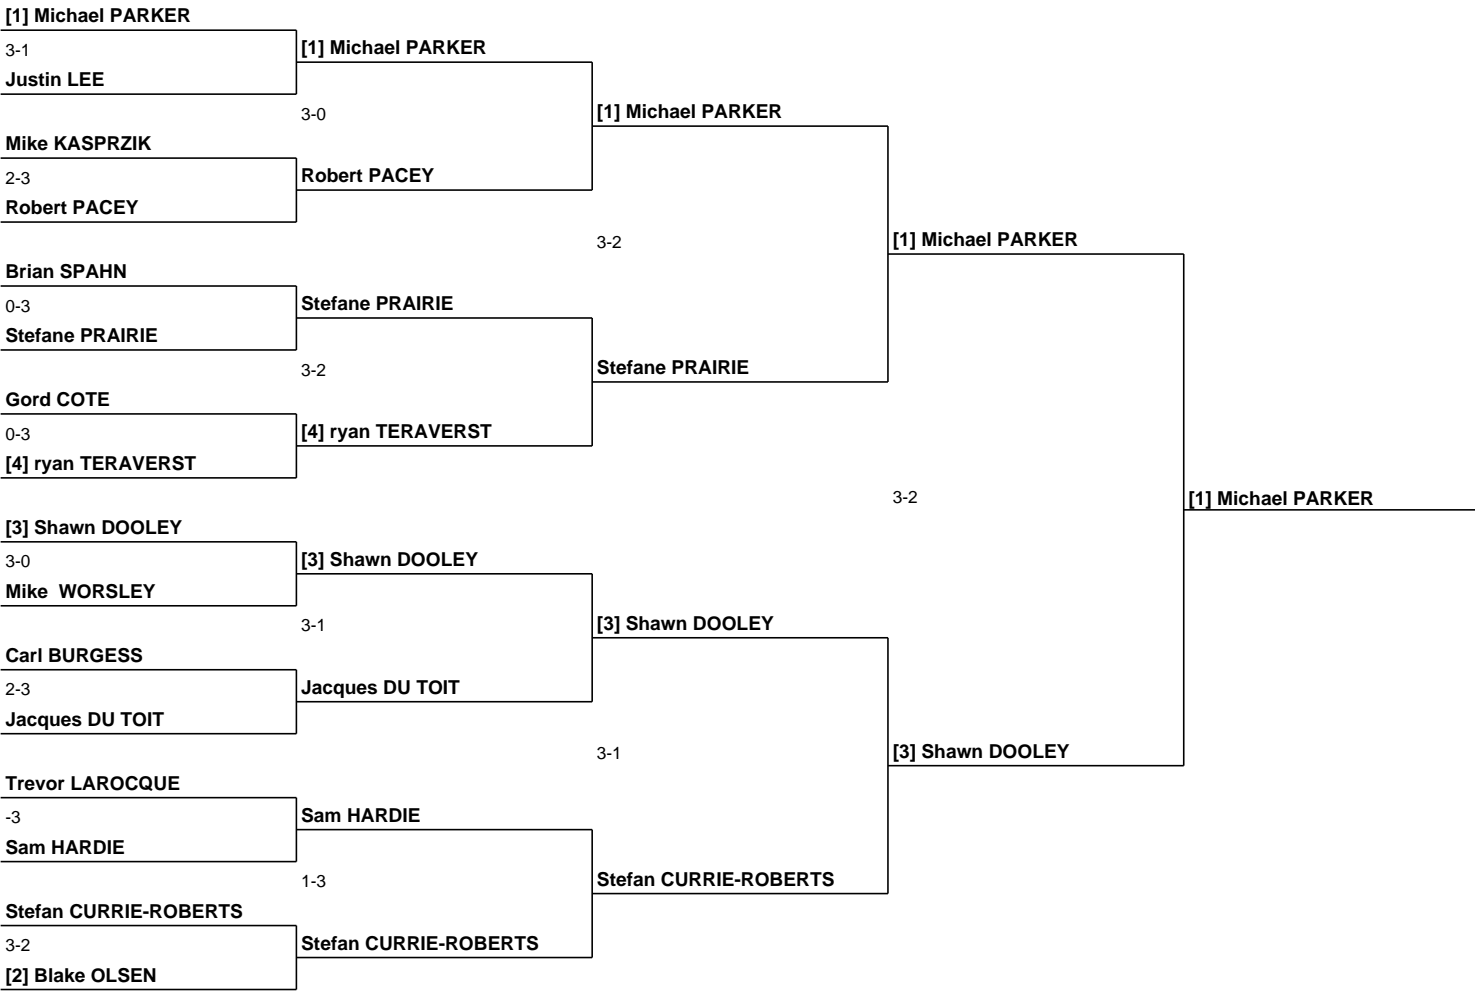 [1] Michael PARKER
3-1
[1] Michael PARKER
Justin LEE
3-0
[1] Michael PARKER
Mike KASPRZIK
2-3
Robert PACEY
Robert PACEY
3-2
[1] Michael PARKER
Brian SPAHN
0-3
Stefane PRAIRIE
Stefane PRAIRIE
3-2
Stefane PRAIRIE
Gord COTE
0-3
[4] ryan TERAVERST
[4] ryan TERAVERST
3-2
[1] Michael PARKER
[3] Shawn DOOLEY
3-0
[3] Shawn DOOLEY
Mike  WORSLEY
3-1
[3] Shawn DOOLEY
Carl BURGESS
2-3
Jacques DU TOIT
Jacques DU TOIT
3-1
[3] Shawn DOOLEY
Trevor LAROCQUE
-3
Sam HARDIE
Sam HARDIE
1-3
Stefan CURRIE-ROBERTS
Stefan CURRIE-ROBERTS
3-2
Stefan CURRIE-ROBERTS
[2] Blake OLSEN